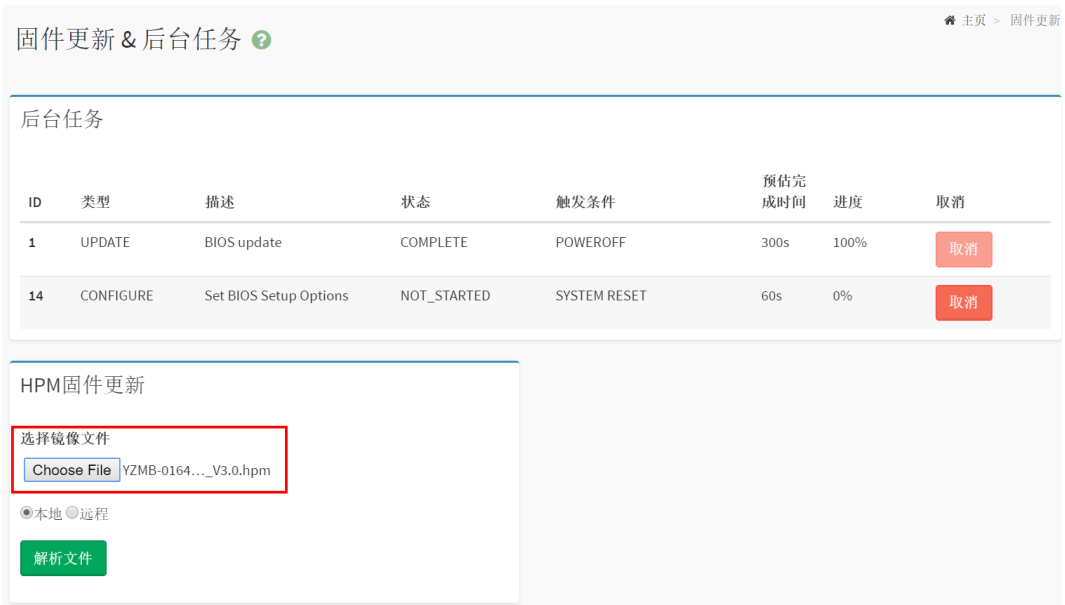 主页 > 固件更新
固件更新 & 后台任务 ?
后台任务
ID 类型 描述 状态 触发条件 预估完成时间 进度 取消
1 UPDATE BIOS update COMPLETE POWEROFF 300s 100% 取消
14 CONFIGURE Set BIOS Setup Options NOT_STARTED SYSTEM RESET 60s 0% 取消
HPM固件更新
选择镜像文件
Choose File YZMB-0164…_V3.0.hpm
本地 远程
解析文件